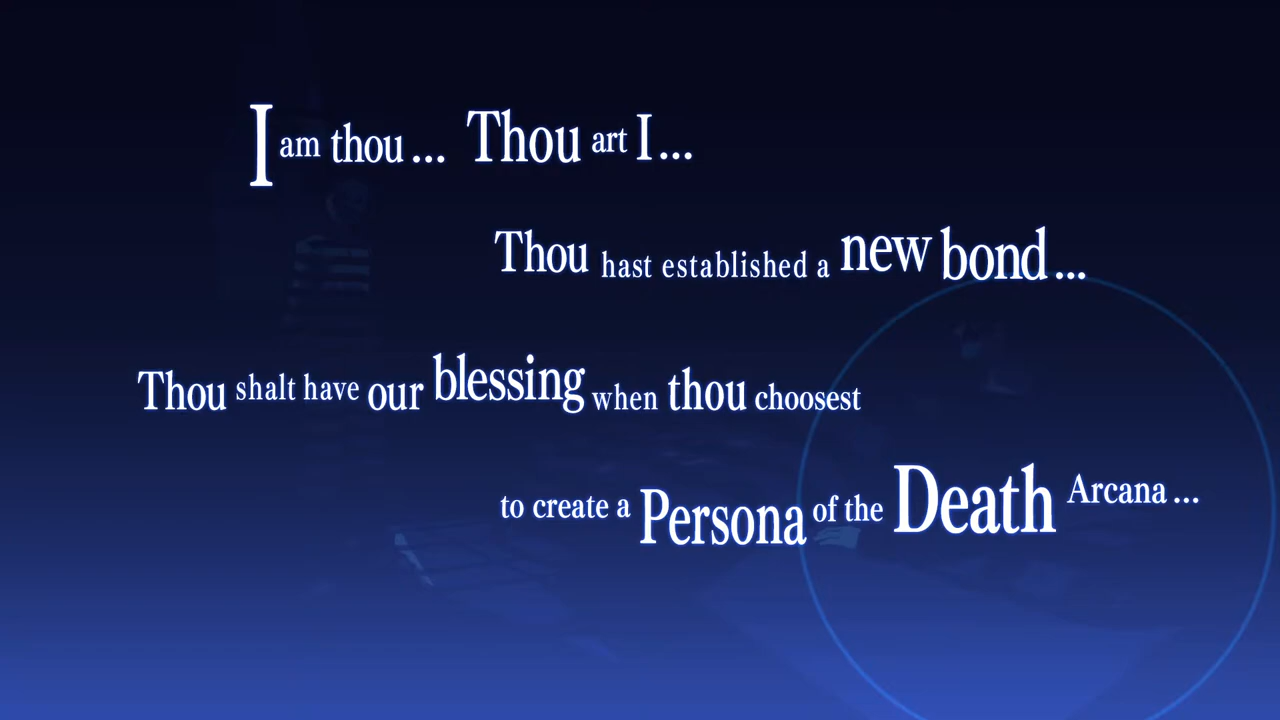 I am thou... Thou art I...
Thou hast established a new bond...
Thou shalt have our blessing when thou choosest
to create a Persona of the Death Arcana...